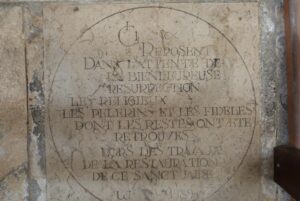 ICI REPOSENT
DANS L'ATTENTE DE
LA BIENHEUREUSE
RESURRECTION
LES RELIGIEUX
LES PELERINS ET LES FIDELES
DONT LES RESTES ONT ETE
RETROUVES
LORS DES TRAVAUX
DE LA RESTAURATION
DE CE SANCTUAIRE